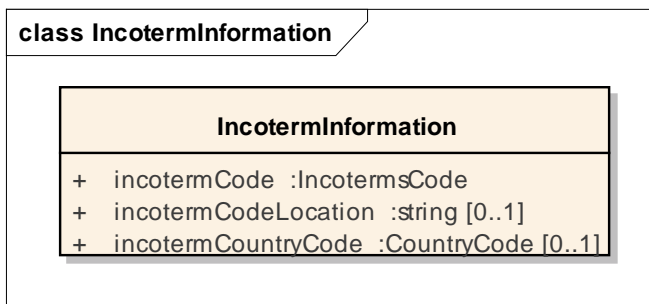 class IncotermInformation
IncotermInformation
+ incotermCode :IncotermsCode
+ incotermCodeLocation :string [0..1]
+ incotermCountryCode :CountryCode [0..1]